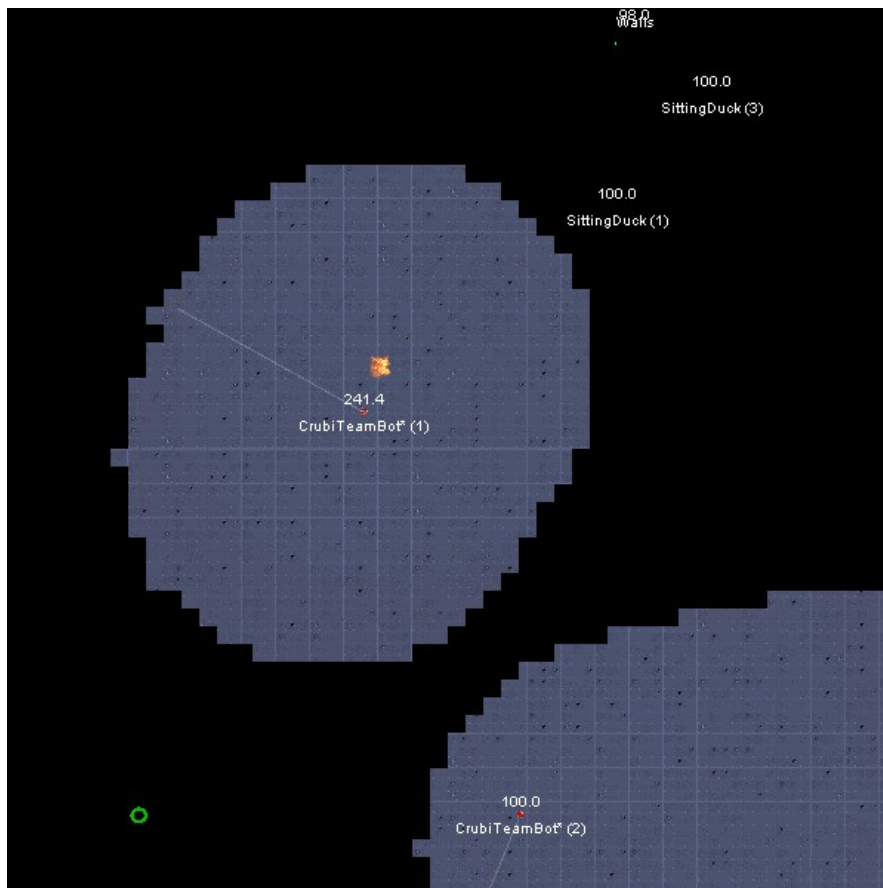 98.0
Walls
100.0
SittingDuck (3)
100.0
SittingDuck (1)
241.4
CrubiTeamBot* (1)
100.0
CrubiTeamBot* (2)